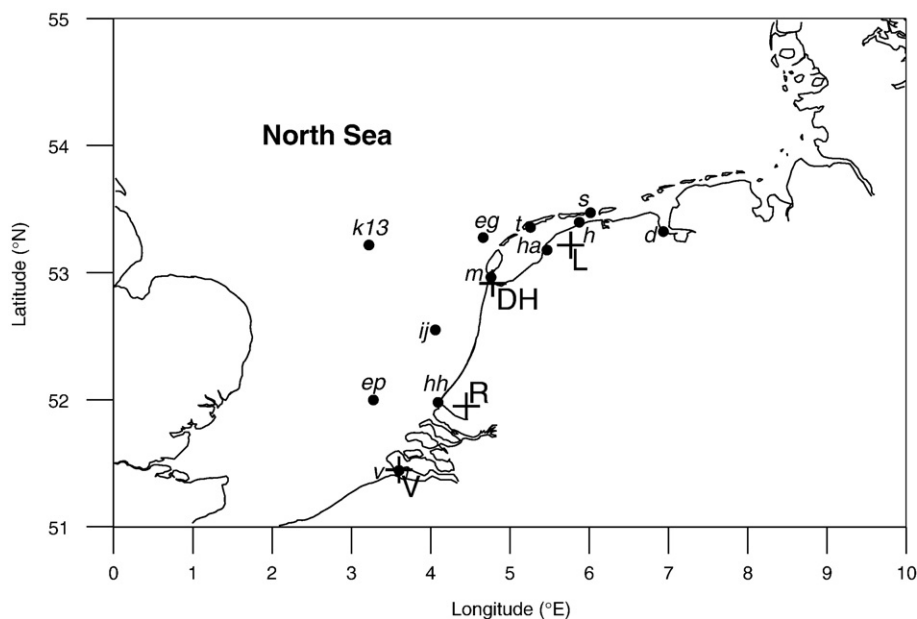 55
54
53
52
51
Latitude (°N)
North Sea
k13
eg
t
s
ha
h
L
d
m
DH
ij
ep
hh
R
v
V
0 1 2 3 4 5 6 7 8 9 10
Longitude (°E)